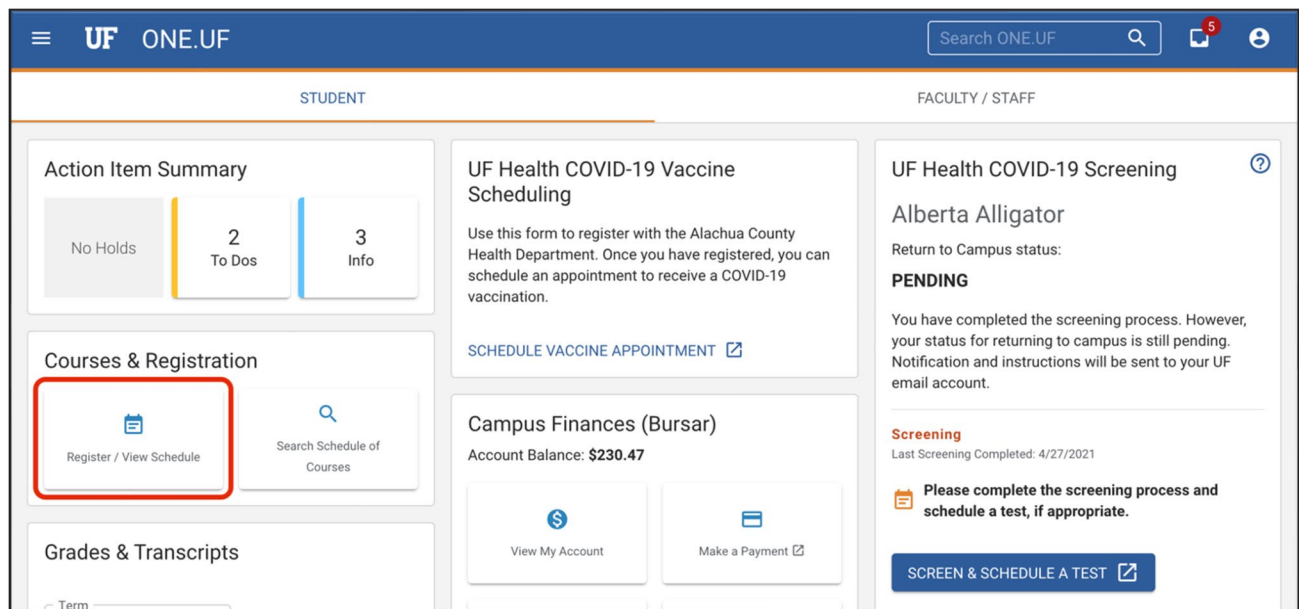 UF ONE.UF
Search ONE.UF
5
STUDENT
FACULTY / STAFF
Action Item Summary
No Holds
2
To Dos
3
Info
Courses & Registration
Register / View Schedule
Search Schedule of
Courses
Grades & Transcripts
Term
UF Health COVID-19 Vaccine
Scheduling
Use this form to register with the Alachua County
Health Department. Once you have registered, you can
schedule an appointment to receive a COVID-19
vaccination.
SCHEDULE VACCINE APPOINTMENT
Campus Finances (Bursar)
Account Balance: $230.47
View My Account
Make a Payment
UF Health COVID-19 Screening
Alberta Alligator
Return to Campus status:
PENDING
You have completed the screening process. However,
your status for returning to campus is still pending.
Notification and instructions will be sent to your UF
email account.
Screening
Last Screening Completed: 4/27/2021
Please complete the screening process and
schedule a test, if appropriate.
SCREEN & SCHEDULE A TEST